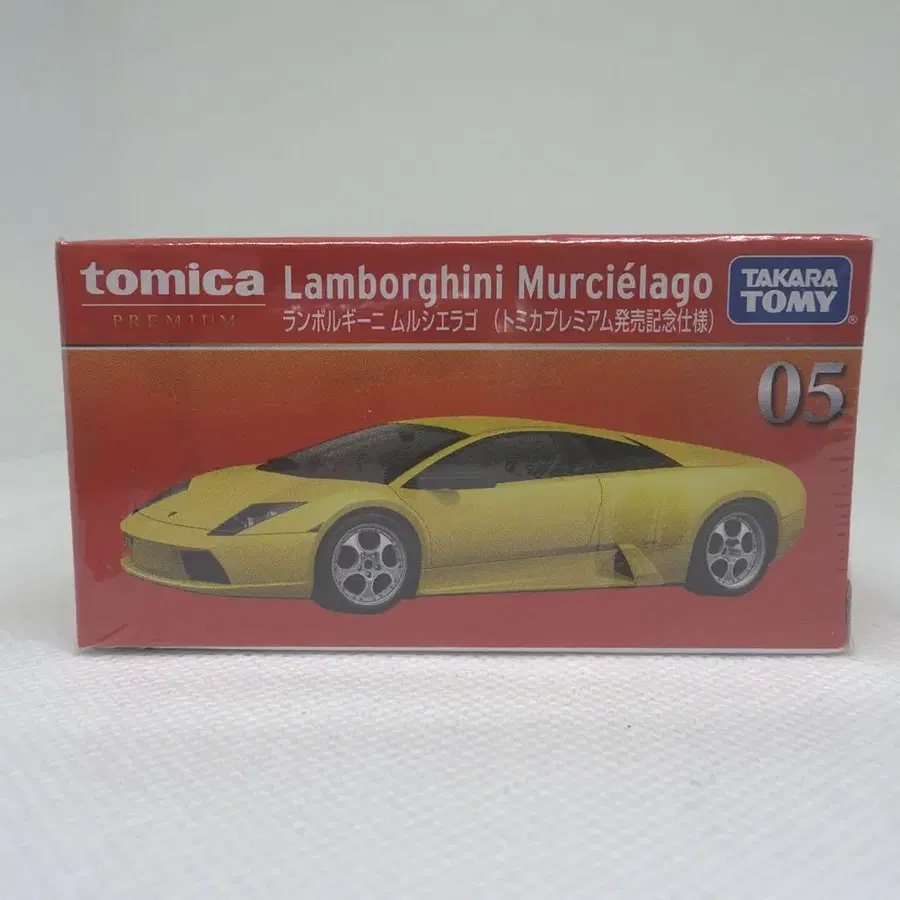 tomica
PREMIUM
Lamborghini Murciélago
ランボルギーニ ムルシエラゴ （トミカプレミアム発売記念仕様）
TAKARA
TOMY®
05